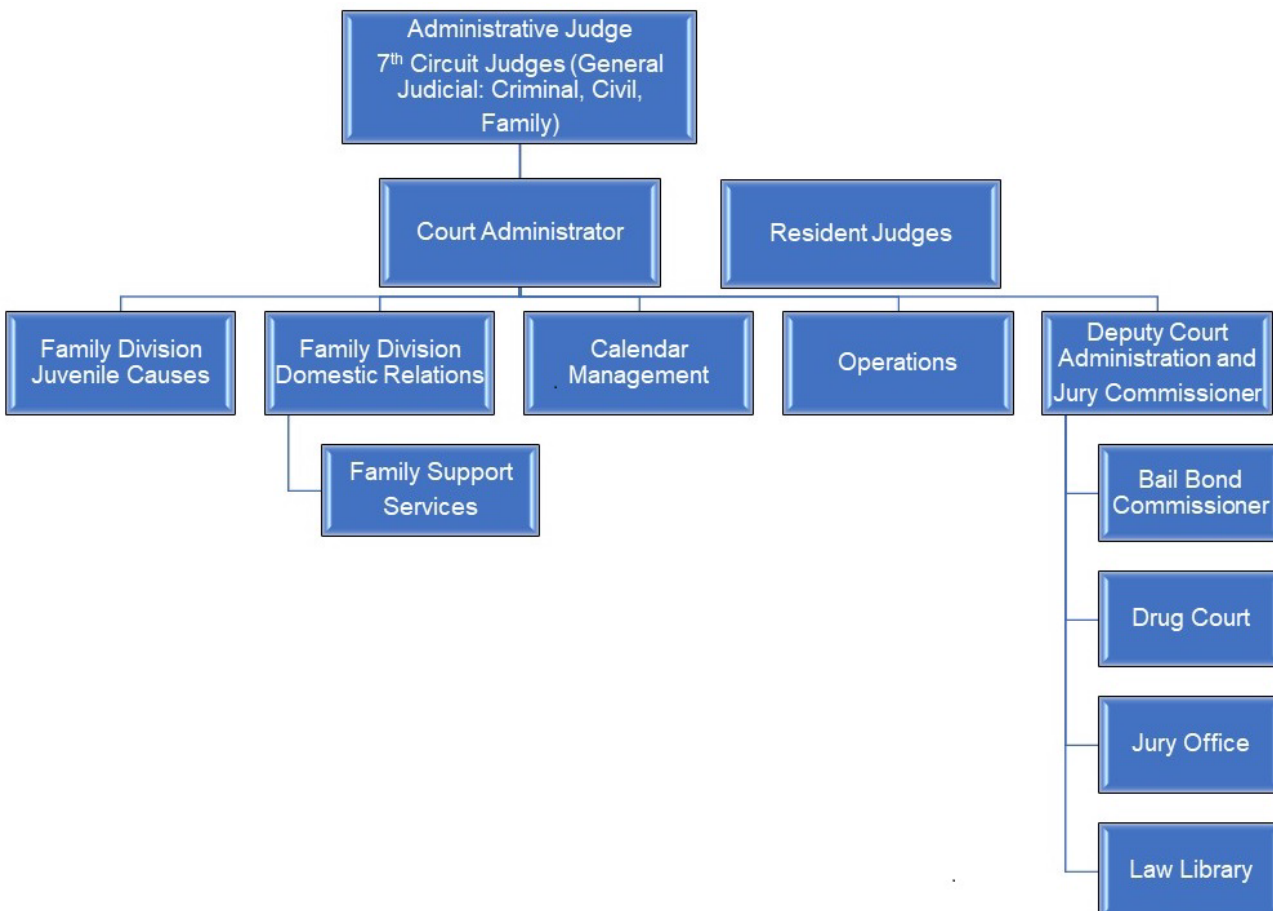 Administrative Judge
7th Circuit Judges (General
Judicial: Criminal, Civil,
Family)
Court Administrator
Resident Judges
Family Division
Juvenile Causes
Family Division
Domestic Relations
Calendar
Management
Operations
Deputy Court
Administration and
Jury Commissioner
Family Support
Services
Bail Bond
Commissioner
Drug Court
Jury Office
Law Library